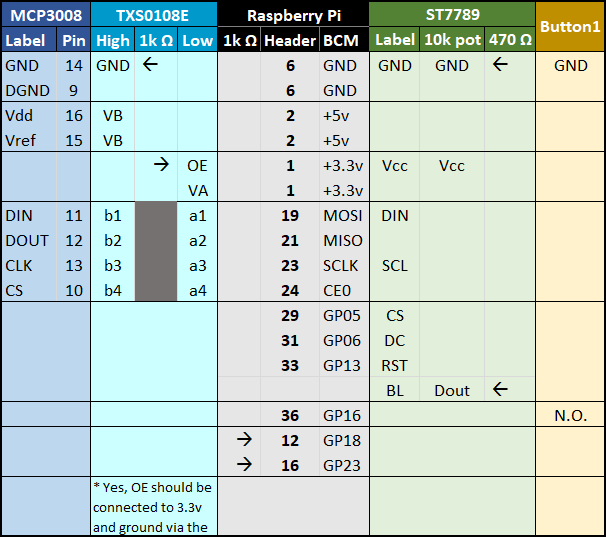 MCP3008 TXS0108E Raspberry Pi ST7789 Button1
Label Pin High 1k Ω Low 1k Ω Header BCM Label 10k pot 470 Ω
GND 14 GND ← 6 GND GND GND ← GND
DGND 9 6 GND
Vdd 16 VB 2 +5v
Vref 15 VB 2 +5v
→ OE 1 +3.3v Vcc Vcc
VA 1 +3.3v
DIN 11 b1 a1 19 MOSI DIN
DOUT 12 b2 a2 21 MISO
CLK 13 b3 a3 23 SCLK SCL
CS 10 b4 a4 24 CE0
29 GP05 CS
31 GP06 DC
33 GP13 RST
BL Dout ←
36 GP16 N.O.
→ 12 GP18
→ 16 GP23
* Yes, OE should be
connected to 3.3v
and ground via the